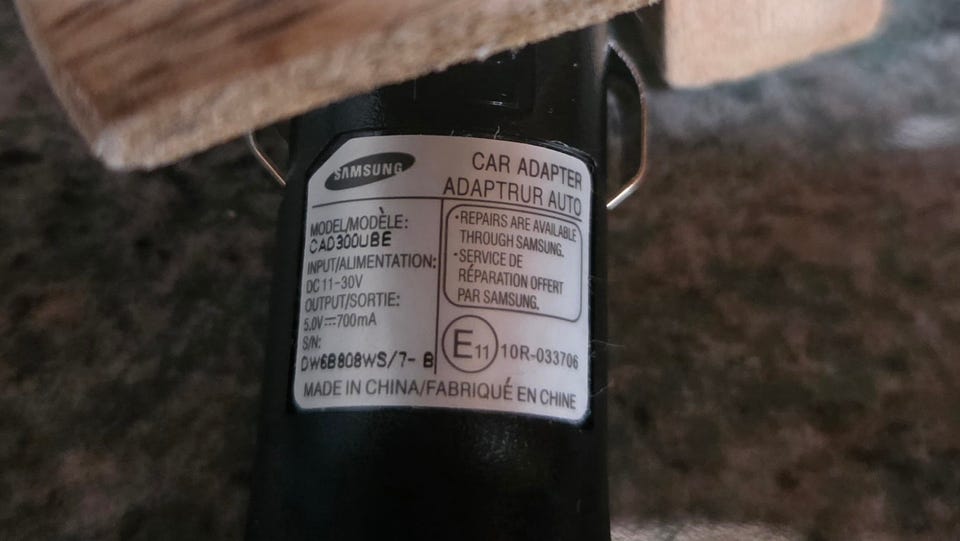 SAMSUNG
CAR ADAPTER
ADAPTRUR AUTO
MODEL/MODÈLE:
CAD300UBE
INPUT/ALIMENTATION:
DC 11-30V
OUTPUT/SORTIE:
5.0V⎓700mA
S/N:
DW6B808WS/7- B
•REPAIRS ARE AVAILABLE
THROUGH SAMSUNG.
•SERVICE DE
RÉPARATION OFFERT
PAR SAMSUNG.
E11 10R-033706
MADE IN CHINA/FABRIQUÉ EN CHINE